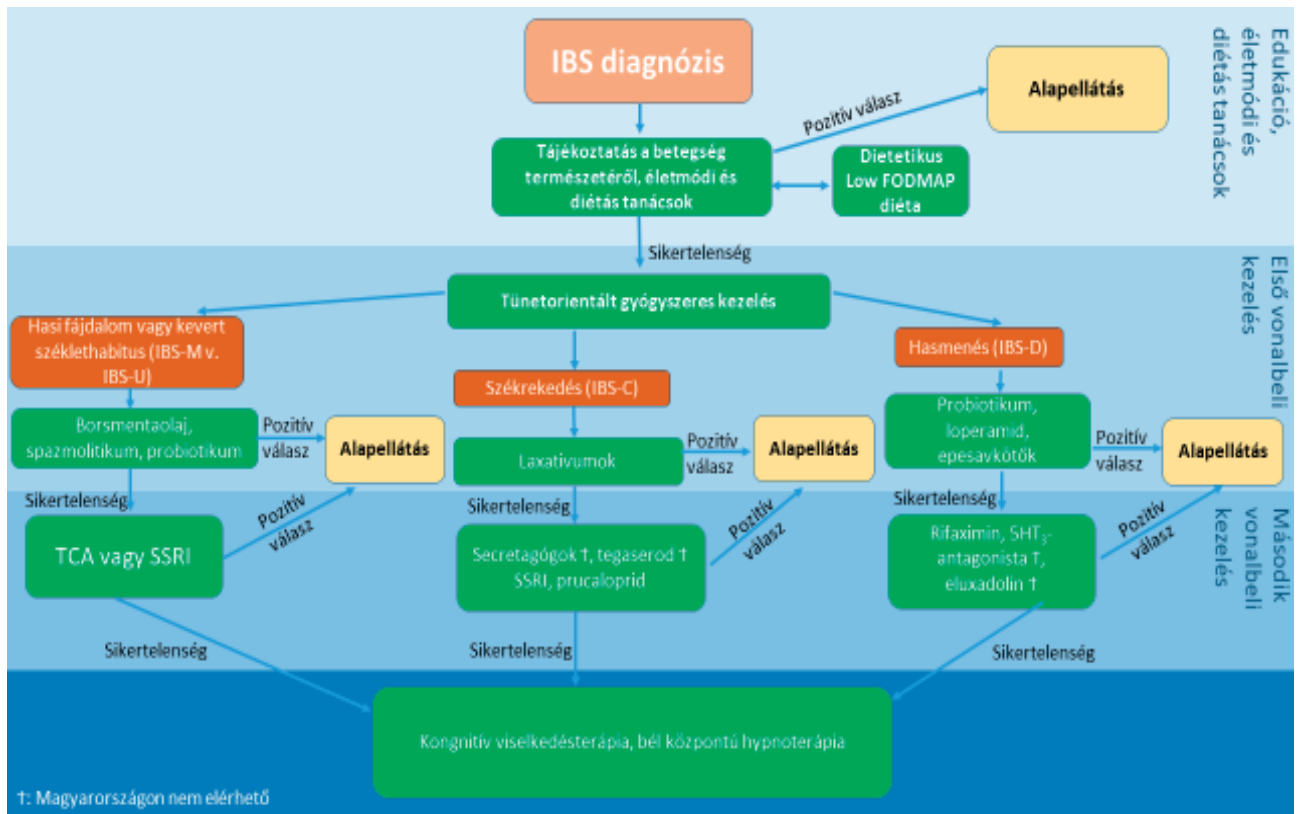 IBS diagnózis
Alapellátás
Pozitív válasz
Tájékoztatás a betegség
természetéről, életmódi és
diétás tanácsok
Dietetikus
Low FODMAP
diéta
Edukáció,
életmódi és
diétás tanácsok
Sikertelenség
Tünetorientált gyógyszeres kezelés
Első vonalbeli
kezelés
Hasi fájdalom vagy kevert
széklethabitus (IBS-M v.
IBS-U)
Székrekedés (IBS-C)
Hasmenés (IBS-D)
Borsmentaolaj,
spazmolitikum, probiotikum
Pozitív
válasz
Alapellátás
Laxatívumok
Pozitív
válasz
Alapellátás
Probiotikum,
loperamid,
epesavkötők
Pozitív
válasz
Alapellátás
Sikertelenség
Sikertelenség
Sikertelenség
TCA vagy SSRI
Pozitív
válasz
Secretagógok †, tegaserod †
SSRI, prucaloprid
Pozitív
válasz
Rifaximin, SHT₃-
antagonista †,
eluxadolin †
Pozitív
válasz
Második
vonalbeli
kezelés
Sikertelenség
Sikertelenség
Sikertelenség
Kongnitív viselkedésterápia, bél központú hypnoterápia
†: Magyarországon nem elérhető